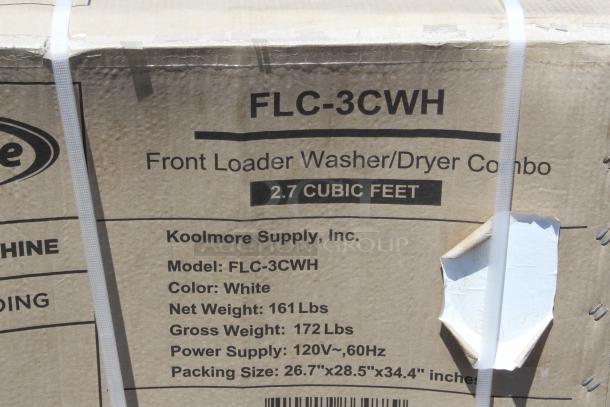 FLC-3CWH
Front Loader Washer/Dryer Combo
2.7 CUBIC FEET
Koolmore Supply, Inc.
AUCTION GROUP
Model: FLC-3CWH
Color: White
Net Weight: 161 Lbs
Gross Weight: 172 Lbs
Power Supply: 120V~,60Hz
Packing Size: 26.7"x28.5"x34.4" inches
e
HINE
DING